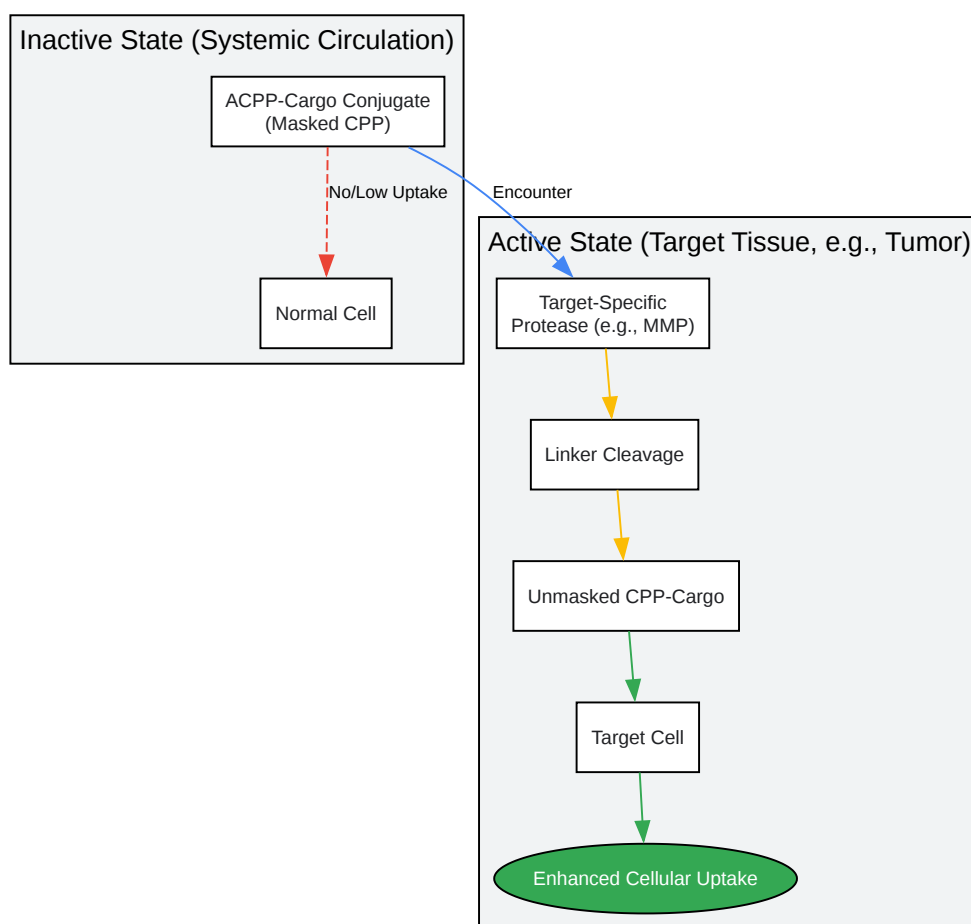 Inactive State (Systemic Circulation)
ACPP-Cargo Conjugate
(Masked CPP)
No/Low Uptake
Encounter
Normal Cell
Active State (Target Tissue, e.g., Tumor)
Target-Specific
Protease (e.g., MMP)
Linker Cleavage
Unmasked CPP-Cargo
Target Cell
Enhanced Cellular Uptake